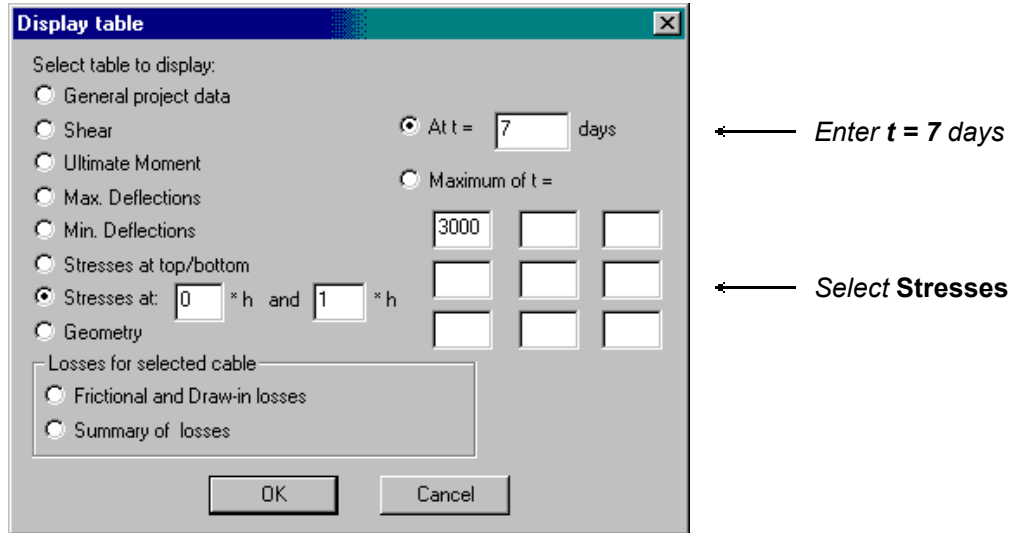 Display table
Select table to display:
General project data
Shear
Ultimate Moment
Max. Deflections
Min. Deflections
Stresses at top/bottom
Stresses at: 0 * h and 1 * h
Geometry
At t = 7 days
Maximum of t =
3000
Losses for selected cable
Frictional and Draw-in losses
Summary of losses
OK Cancel
Enter t = 7 days
Select Stresses